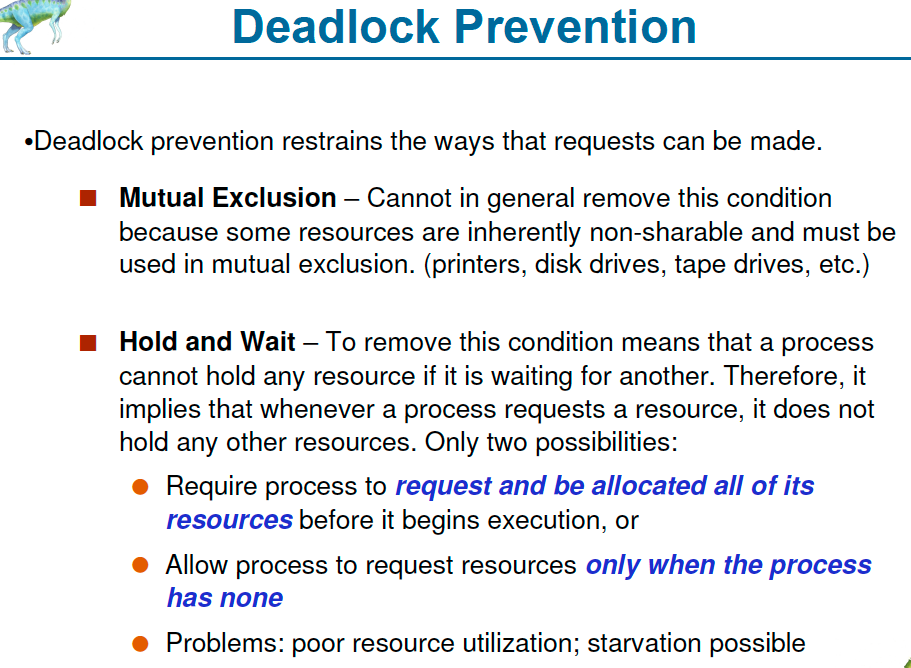 Deadlock Prevention
•Deadlock prevention restrains the ways that requests can be made.
Mutual Exclusion – Cannot in general remove this condition
because some resources are inherently non-sharable and must be
used in mutual exclusion. (printers, disk drives, tape drives, etc.)
Hold and Wait – To remove this condition means that a process
cannot hold any resource if it is waiting for another. Therefore, it
implies that whenever a process requests a resource, it does not
hold any other resources. Only two possibilities:
Require process to request and be allocated all of its
resources before it begins execution, or
Allow process to request resources only when the process
has none
Problems: poor resource utilization; starvation possible